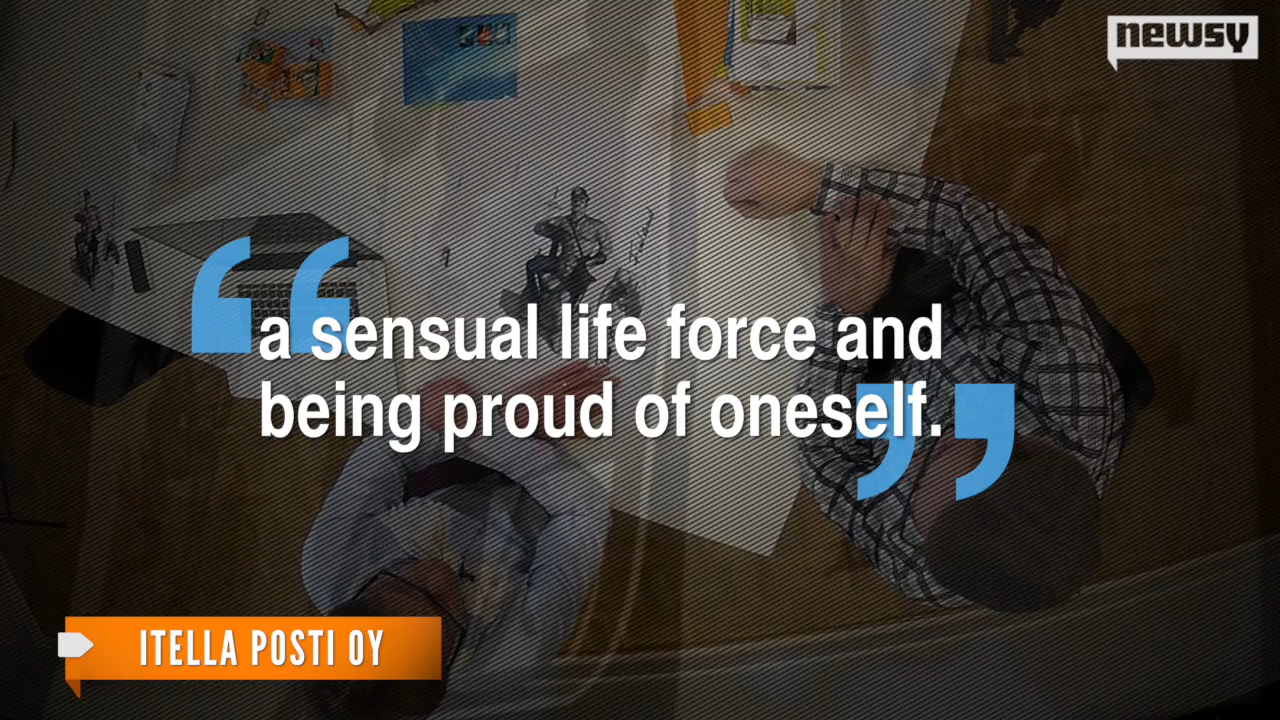 newsy
“a sensual life force and
being proud of oneself.”
ITELLA POSTI OY